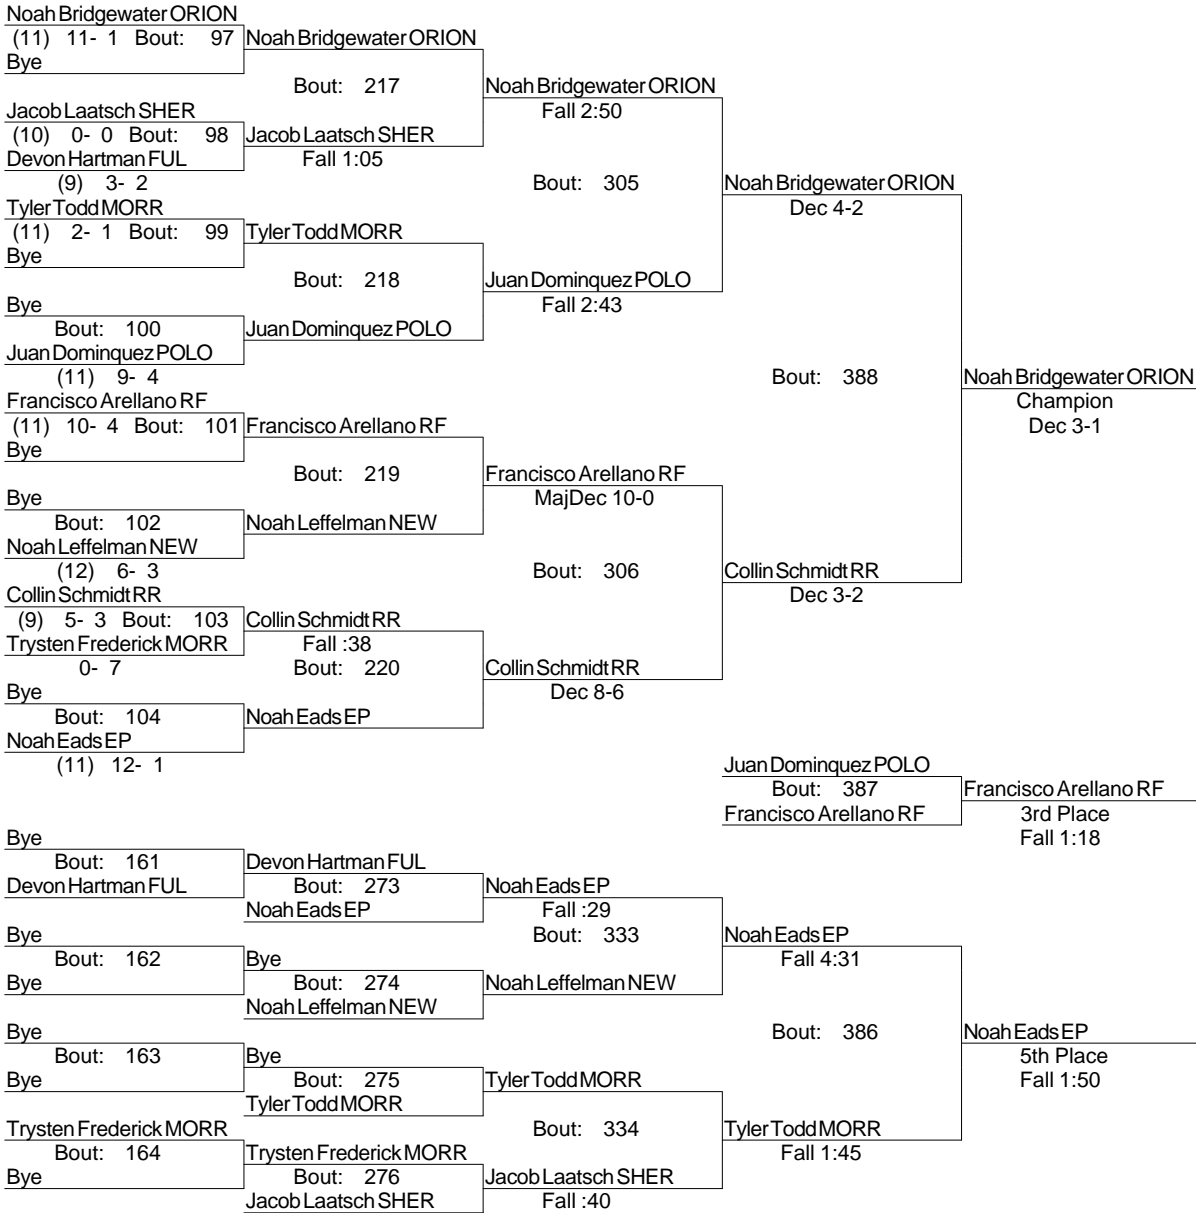 Noah Bridgewater ORION
(11) 11- 1 Bout: 97 Noah Bridgewater ORION
Bye
Bout: 217 Noah Bridgewater ORION
Jacob Laatsch SHER Fall 2:50
(10) 0- 0 Bout: 98 Jacob Laatsch SHER
Devon Hartman FUL Fall 1:05
(9) 3- 2 Bout: 305 Noah Bridgewater ORION
Tyler Todd MORR Dec 4-2
(11) 2- 1 Bout: 99 Tyler Todd MORR
Bye
Bout: 218 Juan Dominquez POLO
Bye Fall 2:43
Bout: 100 Juan Dominquez POLO
Juan Dominquez POLO
(11) 9- 4 Bout: 388 Noah Bridgewater ORION
Francisco Arellano RF Champion
(11) 10- 4 Bout: 101 Francisco Arellano RF Dec 3-1
Bye
Bout: 219 Francisco Arellano RF
Bye MajDec 10-0
Bout: 102 Noah Leffelman NEW
Noah Leffelman NEW
(12) 6- 3 Bout: 306 Collin Schmidt RR
Collin Schmidt RR Dec 3-2
(9) 5- 3 Bout: 103 Collin Schmidt RR
Trysten Frederick MORR Fall :38
0- 7 Bout: 220 Collin Schmidt RR
Bye Dec 8-6
Bout: 104 Noah Eads EP
Noah Eads EP
(11) 12- 1 Juan Dominquez POLO
Bout: 387 Francisco Arellano RF
Francisco Arellano RF 3rd Place
Bye Fall 1:18
Bout: 161 Devon Hartman FUL
Devon Hartman FUL Bout: 273 Noah Eads EP
Noah Eads EP Fall :29
Bye Bout: 333 Noah Eads EP
Bout: 162 Bye Fall 4:31
Bye Bout: 274 Noah Leffelman NEW
Noah Leffelman NEW
Bye Bout: 386 Noah Eads EP
Bout: 163 Bye 5th Place
Bye Bout: 275 Tyler Todd MORR Fall 1:50
Tyler Todd MORR
Trysten Frederick MORR Bout: 334 Tyler Todd MORR
Bout: 164 Trysten Frederick MORR Fall 1:45
Bye Bout: 276 Jacob Laatsch SHER
Jacob Laatsch SHER Fall :40